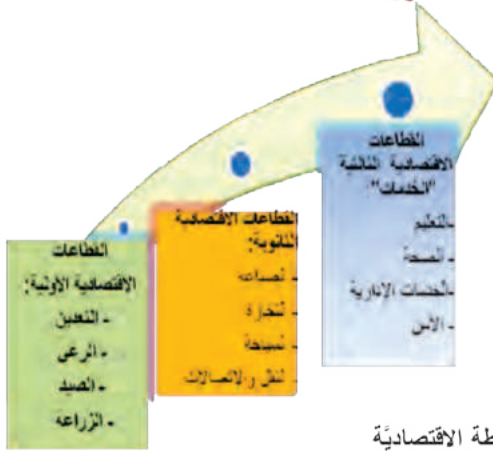 القطاعات
الاقتصادية الأولية:
- التعدين
- الرعي
- الصيد
- الزراعة
القطاعات الاقتصادية
الثانوية:
- الصناعة
- التجارة
- السياحة
- النقل والاتصالات
القطاعات
الاقتصادية الثالثية
"الخدمات":
- التعليم
- الصحة
- الخدمات الإدارية
- الأمن
طة الاقتصاديَّة